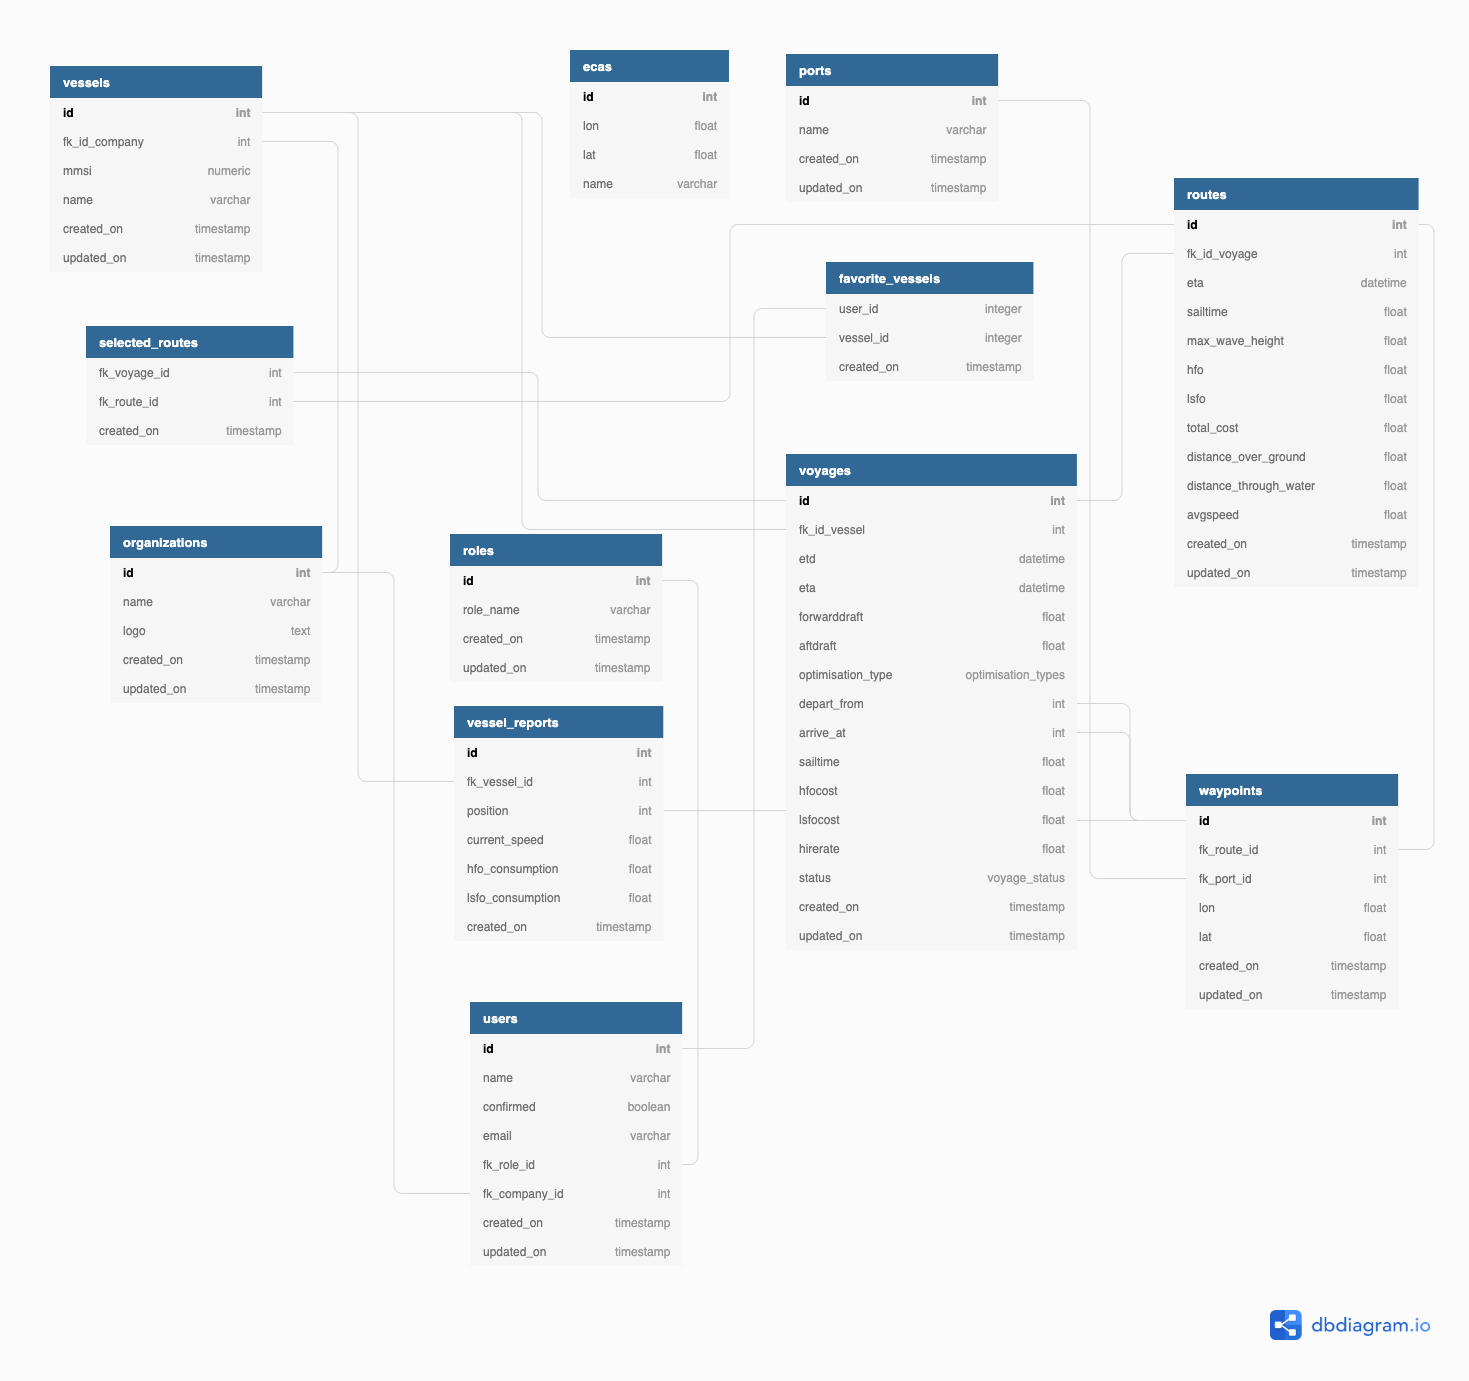 vessels
id int
fk_id_company int
mmsi numeric
name varchar
created_on timestamp
updated_on timestamp
ecas
id int
lon float
lat float
name varchar
ports
id int
name varchar
created_on timestamp
updated_on timestamp
routes
id int
fk_id_voyage int
eta datetime
sailtime float
max_wave_height float
hfo float
lsfo float
total_cost float
distance_over_ground float
distance_through_water float
avgspeed float
created_on timestamp
updated_on timestamp
favorite_vessels
user_id integer
vessel_id integer
created_on timestamp
selected_routes
fk_voyage_id int
fk_route_id int
created_on timestamp
voyages
id int
fk_id_vessel int
etd datetime
eta datetime
forwarddraft float
aftdraft float
optimisation_type optimisation_types
depart_from int
arrive_at int
sailtime float
hfocost float
lsfocost float
hirerate float
status voyage_status
created_on timestamp
updated_on timestamp
organizations
id int
name varchar
logo text
created_on timestamp
updated_on timestamp
roles
id int
role_name varchar
created_on timestamp
updated_on timestamp
vessel_reports
id int
fk_vessel_id int
position int
current_speed float
hfo_consumption float
lsfo_consumption float
created_on timestamp
waypoints
id int
fk_route_id int
fk_port_id int
lon float
lat float
created_on timestamp
updated_on timestamp
users
id int
name varchar
confirmed boolean
email varchar
fk_role_id int
fk_company_id int
created_on timestamp
updated_on timestamp
dbdiagram.io